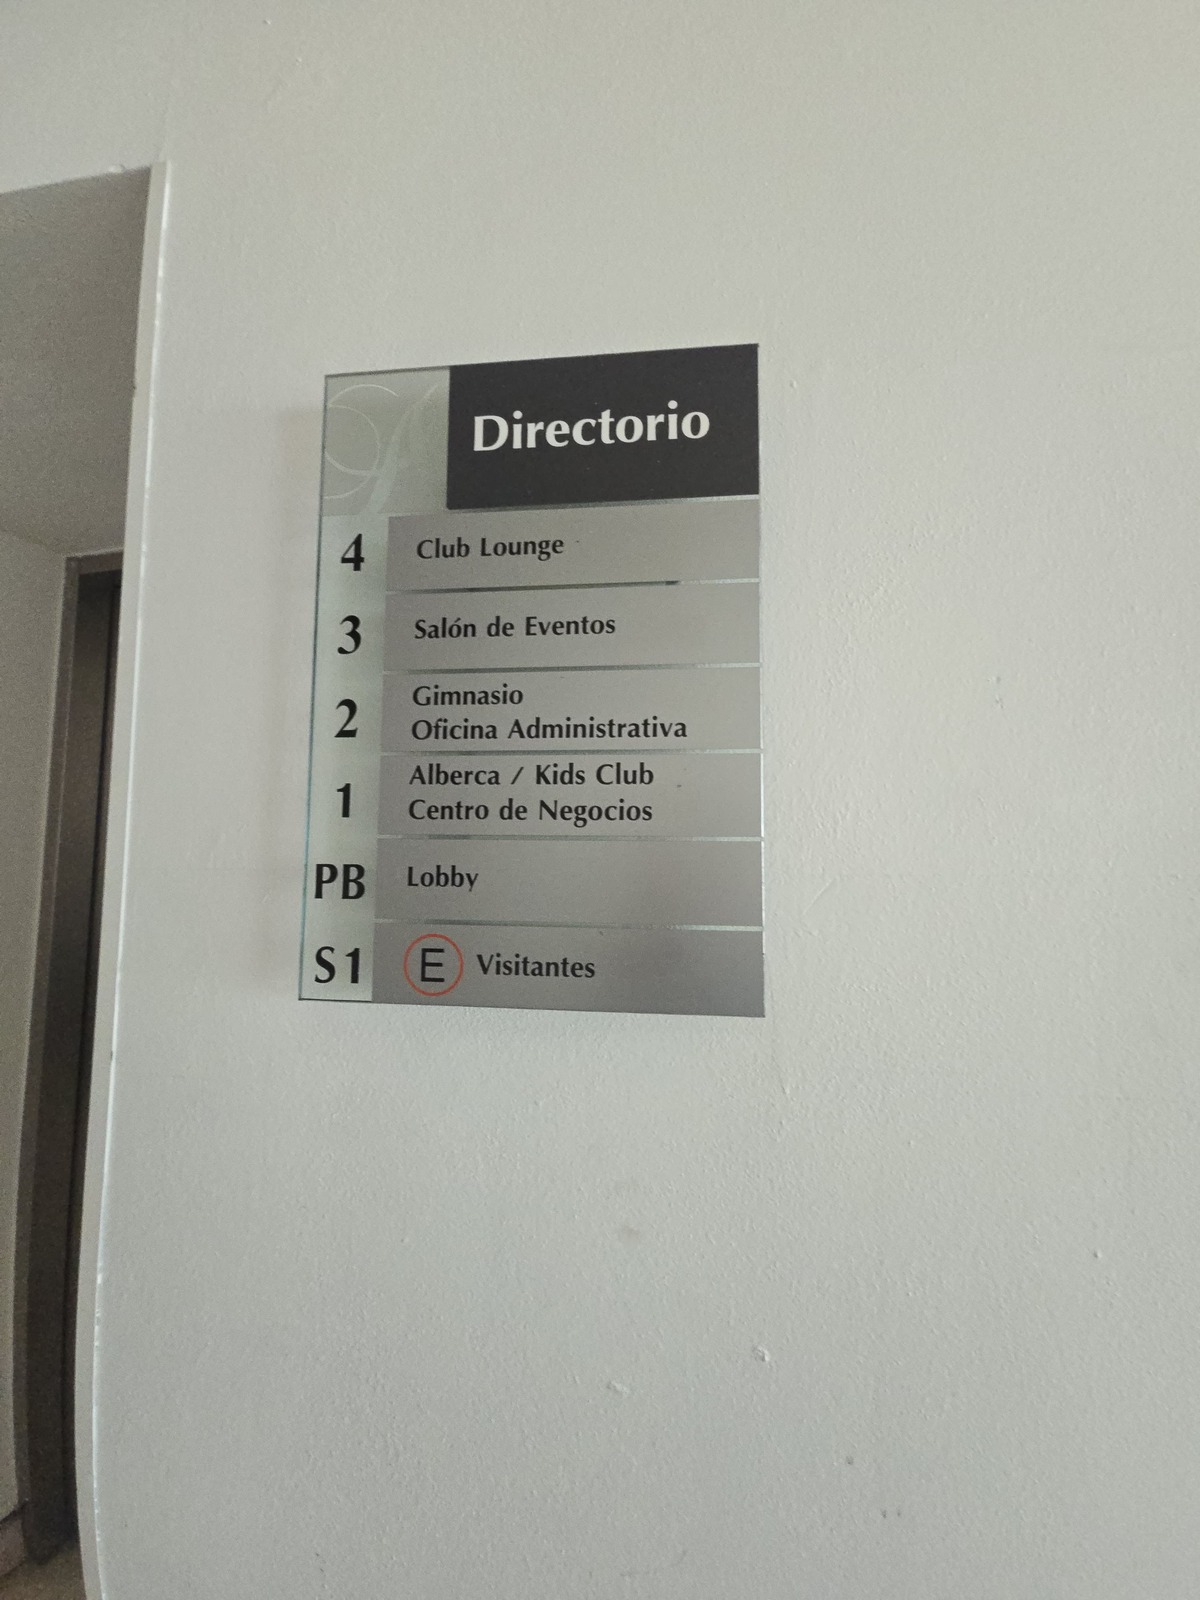 Directorio
4 Club Lounge
3 Salón de Eventos
2 Gimnasio
Oficina Administrativa
1 Alberca / Kids Club
Centro de Negocios
PB Lobby
S1 E Visitantes